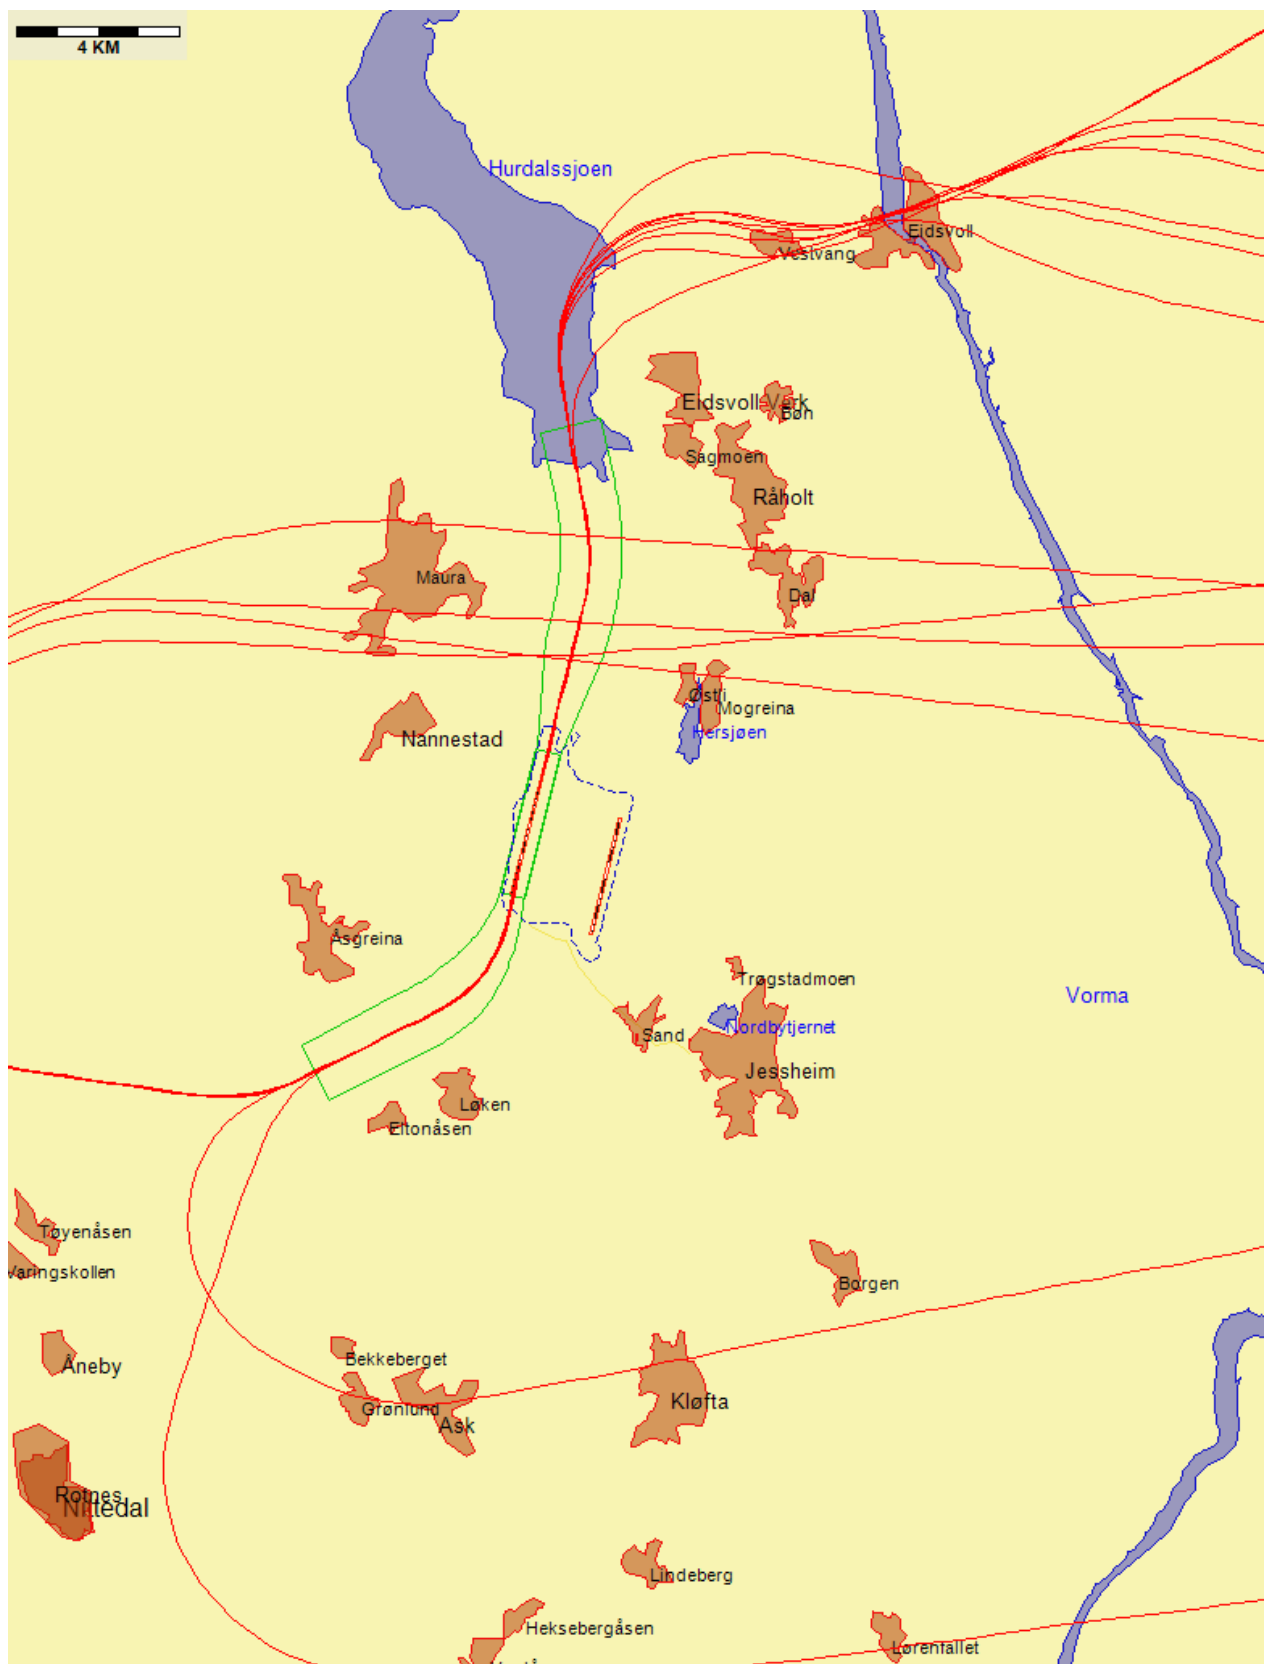 4 KM
Hurdalssjoen
Eidsvoll
Vestvang
Eidsvoll Verk
Bøn
Sagmoen
Råholt
Maura
Dal
Østli
Mogreina
Hersjøen
Nannestad
Åsgreina
Trøgstadmoen
Vorma
Nordbytjernet
Sand
Jessheim
Løken
Eltonåsen
Tøyenåsen
Varingskollen
Borgen
Bekkeberget
Åneby
Kløfta
Grønlund
Ask
Rotnes
Nittedal
Lindeberg
Heksebergåsen
Lørenfallet